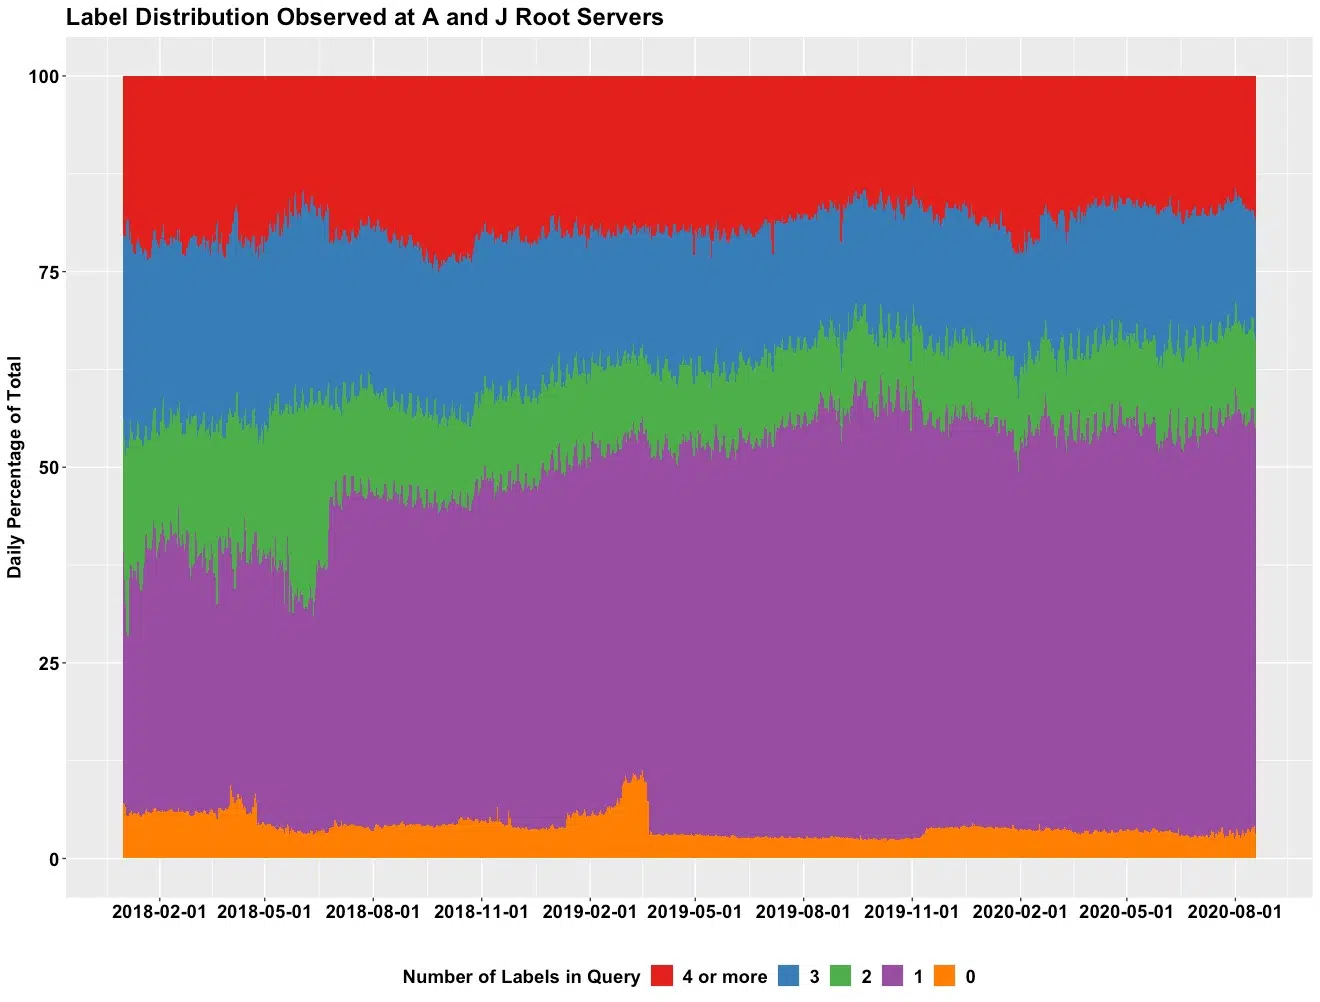 Label Distribution Observed at A and J Root Servers
Daily Percentage of Total
100
75
50
25
0
2018-02-01 2018-05-01 2018-08-01 2018-11-01 2019-02-01 2019-05-01 2019-08-01 2019-11-01 2020-02-01 2020-05-01 2020-08-01
Number of Labels in Query 4 or more 3 2 1 0